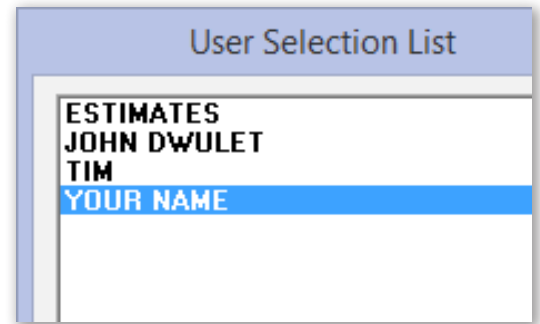 User Selection List
ESTIMATES
JOHN DWULET
TIM
YOUR NAME